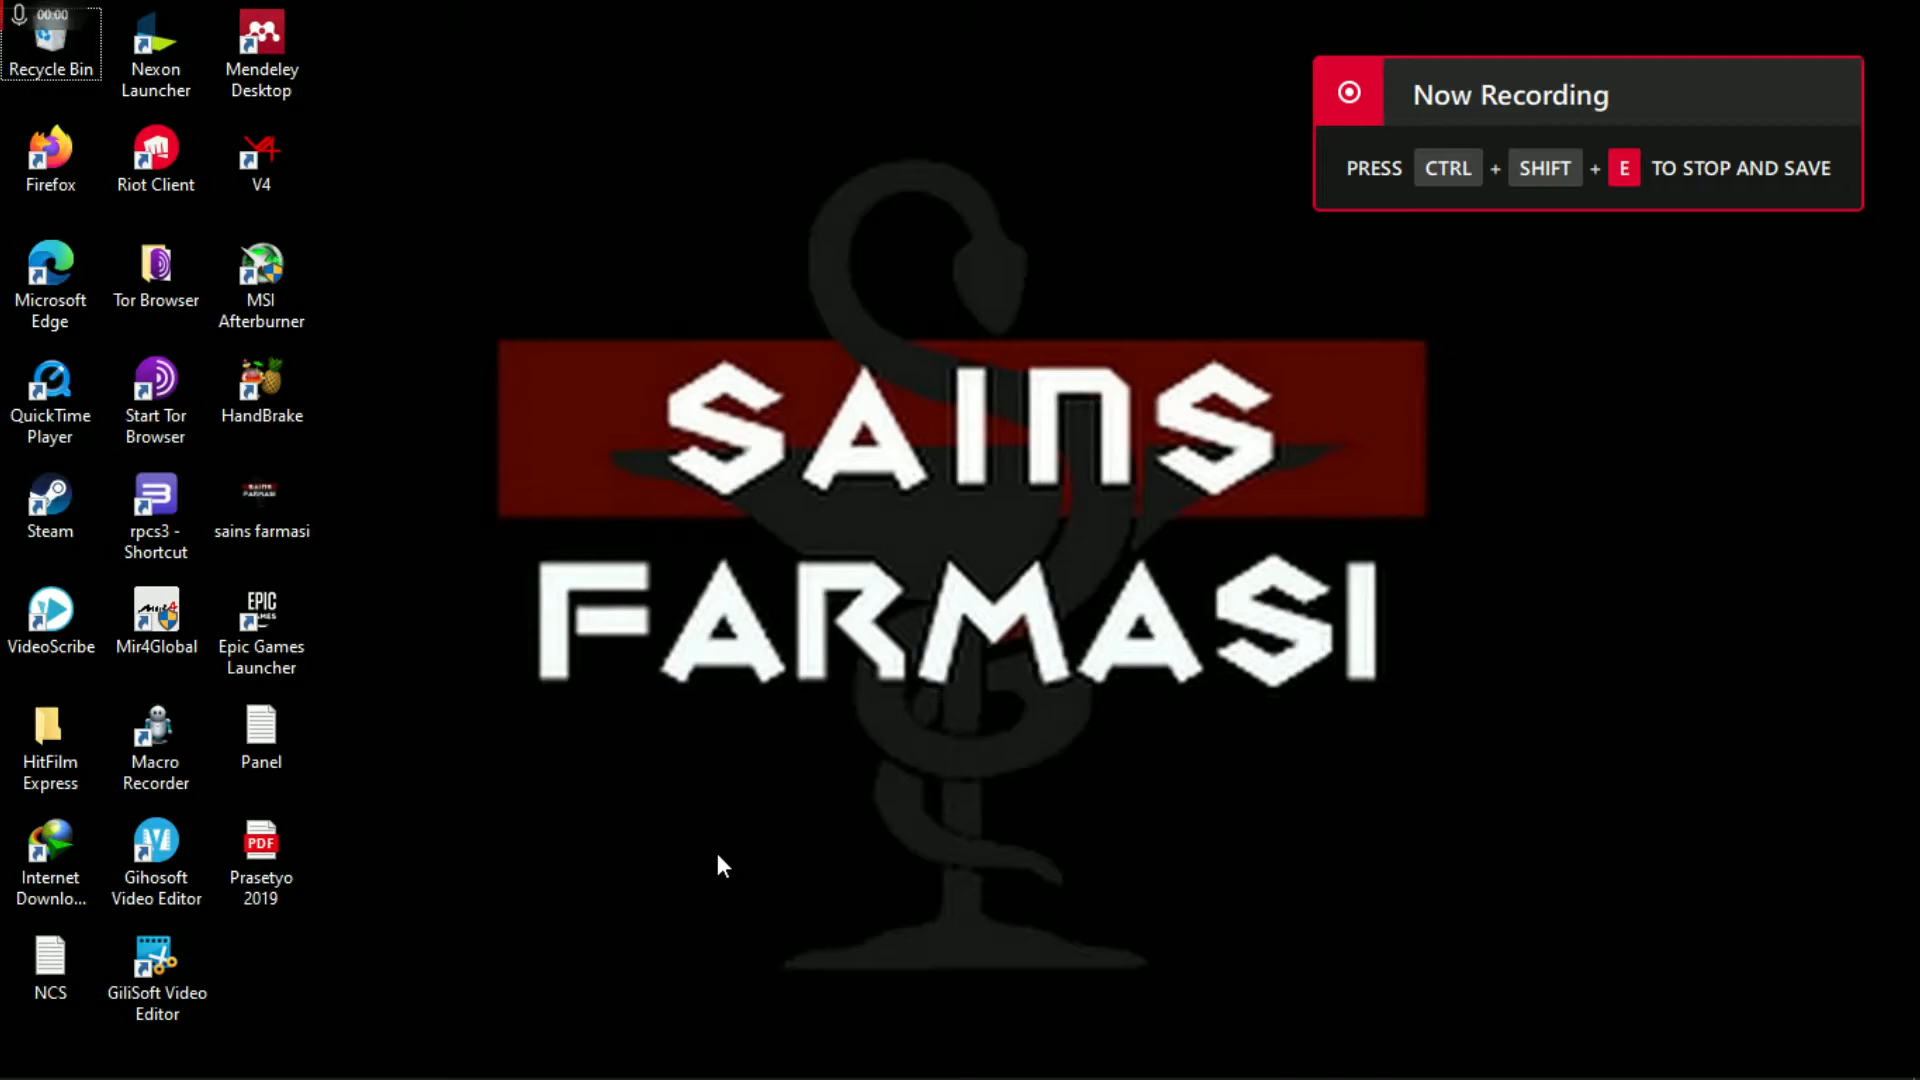 00:00
Recycle Bin
Nexon
Launcher
Mendeley
Desktop
Firefox
Riot Client
V4
Microsoft
Edge
Tor Browser
MSI
Afterburner
QuickTime
Player
Start Tor
Browser
HandBrake
Steam
rpcs3 -
Shortcut
SAINS
FARMASI
sains farmasi
VideoScribe
Mir4Global
EPIC
Epic Games
Launcher
HitFilm
Express
Macro
Recorder
Panel
Internet
Downlo...
Gihosoft
Video Editor
PDF
Prasetyo
2019
NCS
GiliSoft Video
Editor
Now Recording
PRESS CTRL + SHIFT + E TO STOP AND SAVE
SAINS
FARMASI